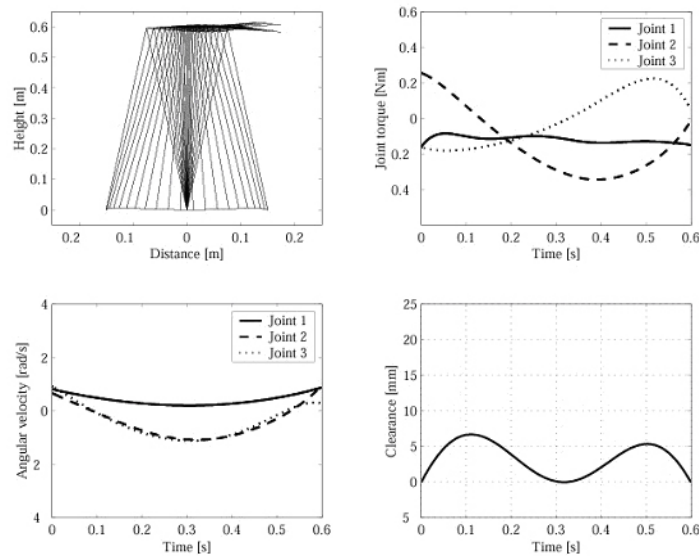 0.6
0.5
0.4
0.3
0.2
0.1
0
Height [m]
0.2 0.1 0 0.1 0.2
Distance [m]
0.6
0.2
0
0.2
0.4
Joint torque [Nm]
Joint 1
Joint 2
Joint 3
0 0.1 0.2 0.3 0.4 0.5 0.6
Time [s]
4
2
0
2
4
Angular velocity [rad/s]
Joint 1
Joint 2
Joint 3
0 0.1 0.2 0.3 0.4 0.5 0.6
Time [s]
25
20
15
10
5
0
5
Clearance [mm]
0 0.1 0.2 0.3 0.4 0.5 0.6
Time [s]